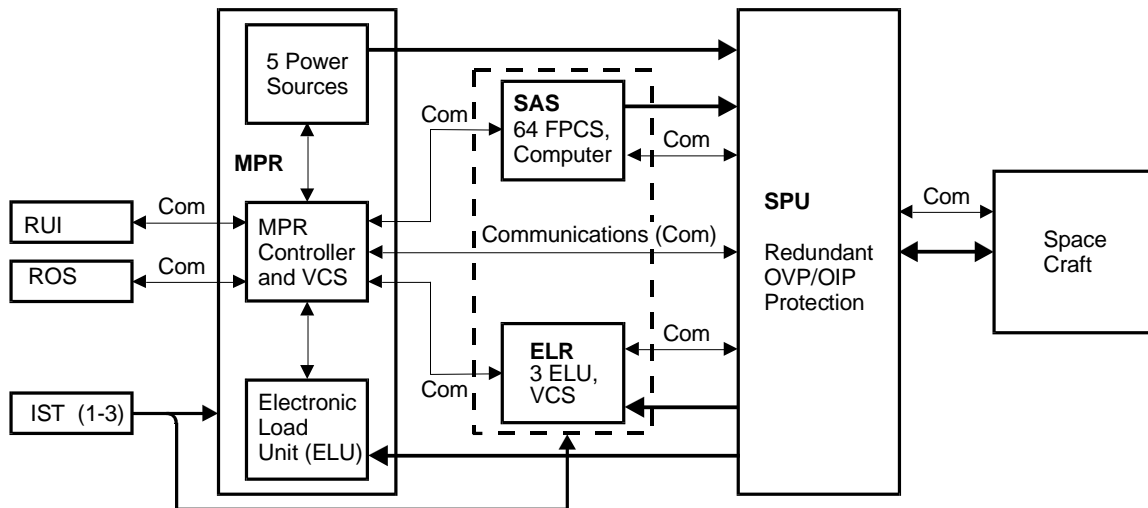 5 Power
Sources
MPR
RUI
Com
ROS
Com
MPR
Controller
and VCS
IST (1-3)
Electronic
Load
Unit (ELU)
Com
SAS
64 FPCS,
Computer
Com
Communications (Com)
Com
ELR
3 ELU,
VCS
Com
SPU
Redundant
OVP/OIP
Protection
Com
Space
Craft